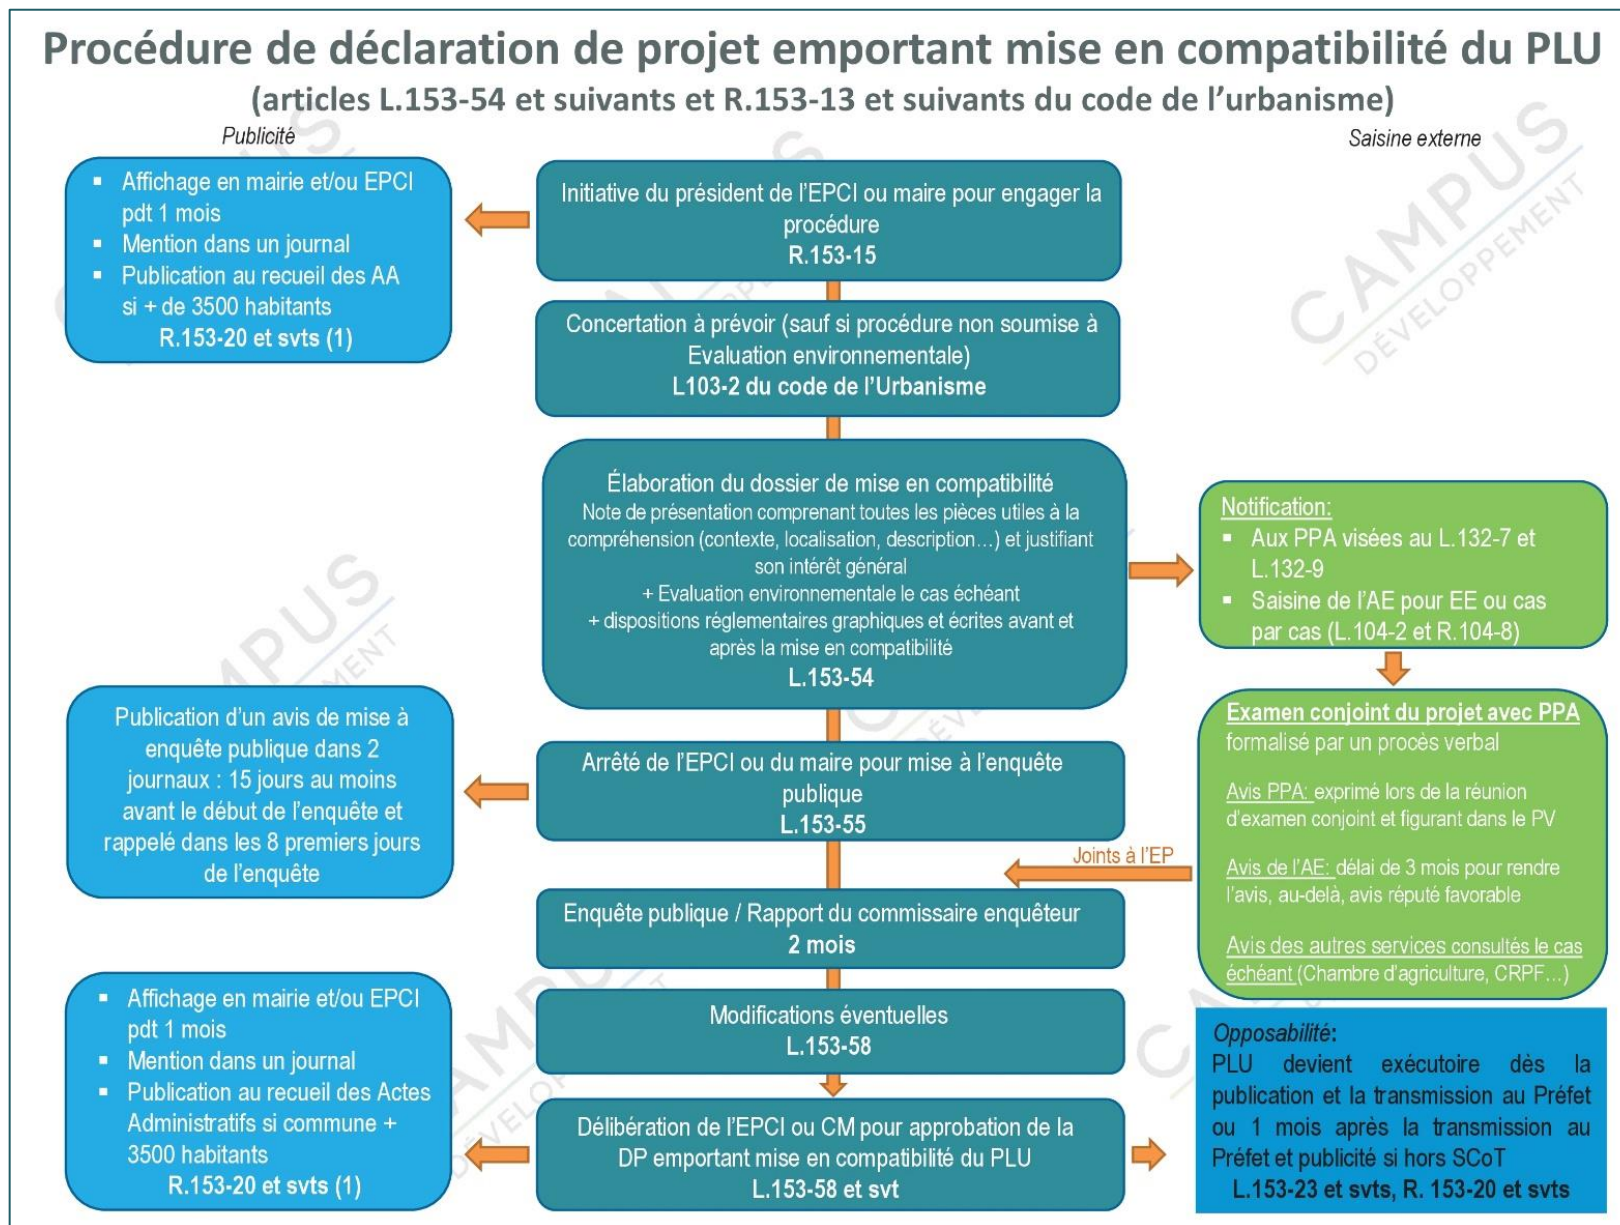 Procédure de déclaration de projet emportant mise en compatibilité du PLU
(articles L.153-54 et suivants et R.153-13 et suivants du code de l'urbanisme)
Publicité
Saisine externe
▪ Affichage en mairie et/ou EPCI
pdt 1 mois
▪ Mention dans un journal
▪ Publication au recueil des AA
si + de 3500 habitants
R.153-20 et svts (1)
Initiative du président de l'EPCI ou maire pour engager la
procédure
R.153-15
Concertation à prévoir (sauf si procédure non soumise à
Evaluation environnementale)
L103-2 du code de l'Urbanisme
Élaboration du dossier de mise en compatibilité
Note de présentation comprenant toutes les pièces utiles à la
compréhension (contexte, localisation, description…) et justifiant
son intérêt général
+ Evaluation environnementale le cas échéant
+ dispositions réglementaires graphiques et écrites avant et
après la mise en compatibilité
L.153-54
Notification:
▪ Aux PPA visées au L.132-7 et
L.132-9
▪ Saisine de l'AE pour EE ou cas
par cas (L.104-2 et R.104-8)
Publication d'un avis de mise à
enquête publique dans 2
journaux : 15 jours au moins
avant le début de l'enquête et
rappelé dans les 8 premiers jours
de l'enquête
Arrêté de l'EPCI ou du maire pour mise à l'enquête
publique
L.153-55
Examen conjoint du projet avec PPA
formalisé par un procès verbal
Avis PPA: exprimé lors de la réunion
d'examen conjoint et figurant dans le PV
Avis de l'AE: délai de 3 mois pour rendre
l'avis, au-delà, avis réputé favorable
Avis des autres services consultés le cas
échéant (Chambre d'agriculture, CRPF…)
Joints à l'EP
Enquête publique / Rapport du commissaire enquêteur
2 mois
Modifications éventuelles
L.153-58
▪ Affichage en mairie et/ou EPCI
pdt 1 mois
▪ Mention dans un journal
▪ Publication au recueil des Actes
Administratifs si commune +
3500 habitants
R.153-20 et svts (1)
Délibération de l'EPCI ou CM pour approbation de la
DP emportant mise en compatibilité du PLU
L.153-58 et svt
Opposabilité:
PLU devient exécutoire dès la
publication et la transmission au Préfet
ou 1 mois après la transmission au
Préfet et publicité si hors SCoT
L.153-23 et svts, R. 153-20 et svts
CAMPUS
DÉVELOPPEMENT